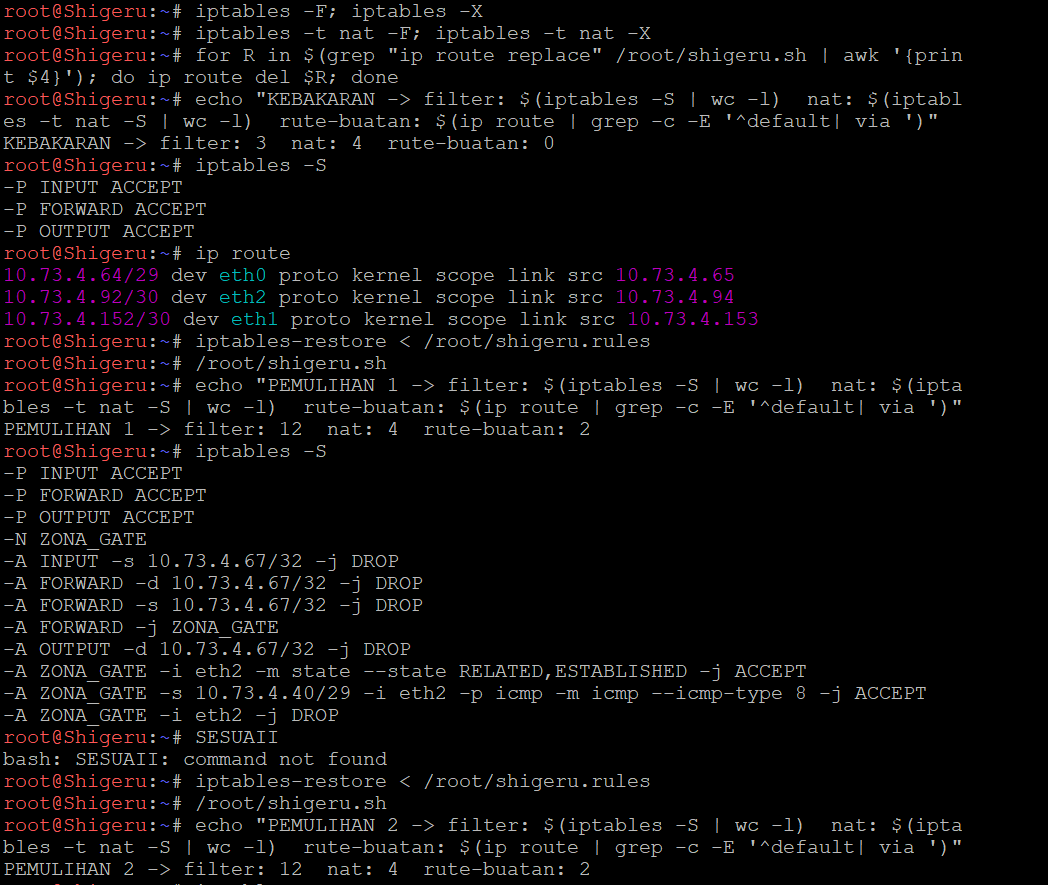 root@Shigeru:~# iptables -F; iptables -X
root@Shigeru:~# iptables -t nat -F; iptables -t nat -X
root@Shigeru:~# for R in $(grep "ip route replace" /root/shigeru.sh | awk '{prin
t $4}'); do ip route del $R; done
root@Shigeru:~# echo "KEBAKARAN -> filter: $(iptables -S | wc -l)  nat: $(iptabl
es -t nat -S | wc -l)  rute-buatan: $(ip route | grep -c -E '^default| via ')"
KEBAKARAN -> filter: 3  nat: 4  rute-buatan: 0
root@Shigeru:~# iptables -S
-P INPUT ACCEPT
-P FORWARD ACCEPT
-P OUTPUT ACCEPT
root@Shigeru:~# ip route
10.73.4.64/29 dev eth0 proto kernel scope link src 10.73.4.65
10.73.4.92/30 dev eth2 proto kernel scope link src 10.73.4.94
10.73.4.152/30 dev eth1 proto kernel scope link src 10.73.4.153
root@Shigeru:~# iptables-restore < /root/shigeru.rules
root@Shigeru:~# /root/shigeru.sh
root@Shigeru:~# echo "PEMULIHAN 1 -> filter: $(iptables -S | wc -l)  nat: $(ipta
bles -t nat -S | wc -l)  rute-buatan: $(ip route | grep -c -E '^default| via ')"
PEMULIHAN 1 -> filter: 12  nat: 4  rute-buatan: 2
root@Shigeru:~# iptables -S
-P INPUT ACCEPT
-P FORWARD ACCEPT
-P OUTPUT ACCEPT
-N ZONA_GATE
-A INPUT -s 10.73.4.67/32 -j DROP
-A FORWARD -d 10.73.4.67/32 -j DROP
-A FORWARD -s 10.73.4.67/32 -j DROP
-A FORWARD -j ZONA_GATE
-A OUTPUT -d 10.73.4.67/32 -j DROP
-A ZONA_GATE -i eth2 -m state --state RELATED,ESTABLISHED -j ACCEPT
-A ZONA_GATE -s 10.73.4.40/29 -i eth2 -p icmp -m icmp --icmp-type 8 -j ACCEPT
-A ZONA_GATE -i eth2 -j DROP
root@Shigeru:~# SESUAII
bash: SESUAII: command not found
root@Shigeru:~# iptables-restore < /root/shigeru.rules
root@Shigeru:~# /root/shigeru.sh
root@Shigeru:~# echo "PEMULIHAN 2 -> filter: $(iptables -S | wc -l)  nat: $(ipta
bles -t nat -S | wc -l)  rute-buatan: $(ip route | grep -c -E '^default| via ')"
PEMULIHAN 2 -> filter: 12  nat: 4  rute-buatan: 2